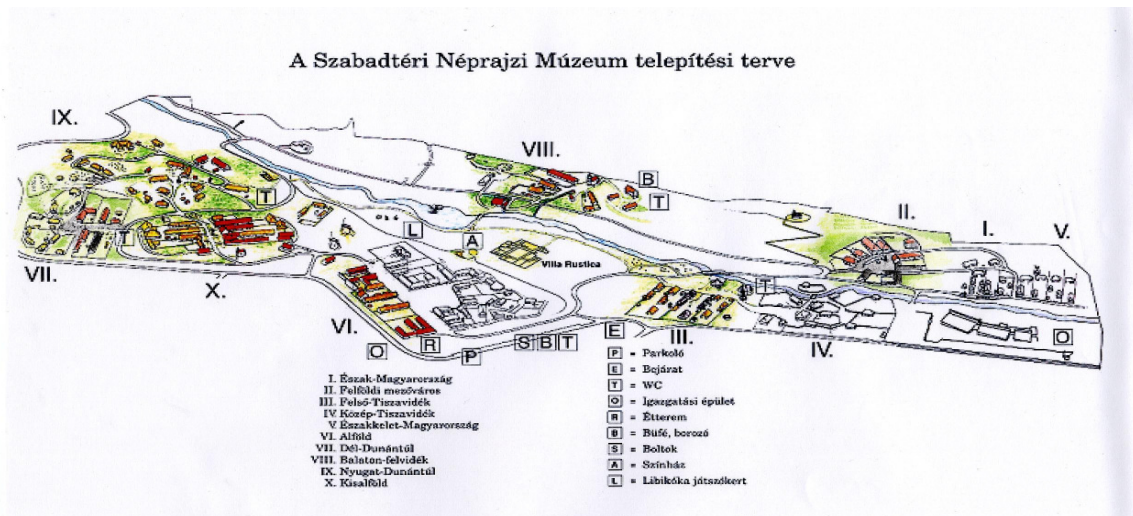 A Szabadtéri Néprajzi Múzeum telepítési terve
IX.
VIII.
B
T
T
II.
I.
V.
L
A
Villa Rustica
T
VII.
X.
T
VI.
E
III.
IV.
O
O
R
P
S B T
I. Észak-Magyarország
II. Felföldi mezőváros
III. Felső-Tiszavidék
IV. Közép-Tiszavidék
V. Északkelet-Magyarország
VI. Alföld
VII. Dél-Dunántúl
VIII. Balaton-felvidék
IX. Nyugat-Dunántúl
X. Kisalföld
P = Parkoló
E = Bejárat
T = WC
O = Igazgatási épület
R = Étterem
B = Büfé, borozó
S = Boltok
A = Színház
L = Libikóka játszókert